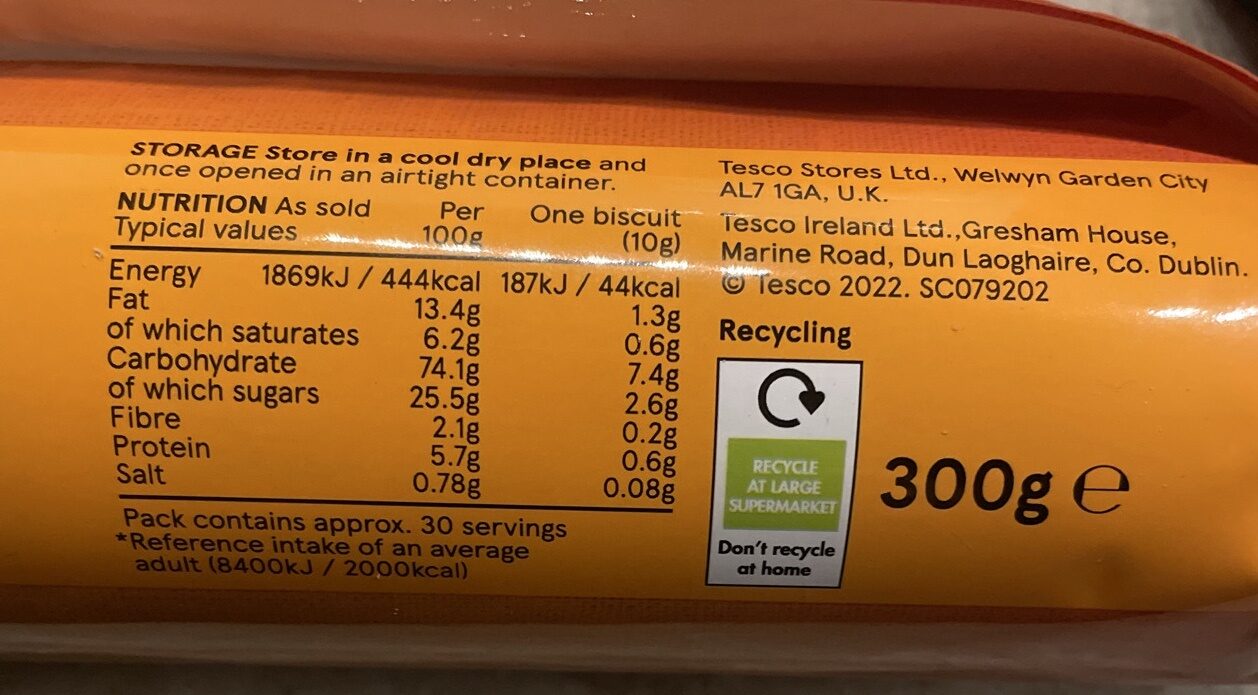 STORAGE Store in a cool dry place and
once opened in an airtight container.
NUTRITION As sold Per One biscuit
Typical values 100g (10g)
Energy 1869kJ / 444kcal 187kJ / 44kcal
Fat 13.4g 1.3g
of which saturates 6.2g 0.6g
Carbohydrate 74.1g 7.4g
of which sugars 25.5g 2.6g
Fibre 2.1g 0.2g
Protein 5.7g 0.6g
Salt 0.78g 0.08g
Pack contains approx. 30 servings
*Reference intake of an average
adult (8400kJ / 2000kcal)
Tesco Stores Ltd., Welwyn Garden City
AL7 1GA, U.K.
Tesco Ireland Ltd.,Gresham House,
Marine Road, Dun Laoghaire, Co. Dublin.
© Tesco 2022. SC079202
Recycling
RECYCLE
AT LARGE
SUPERMARKET
Don't recycle
at home
300g e